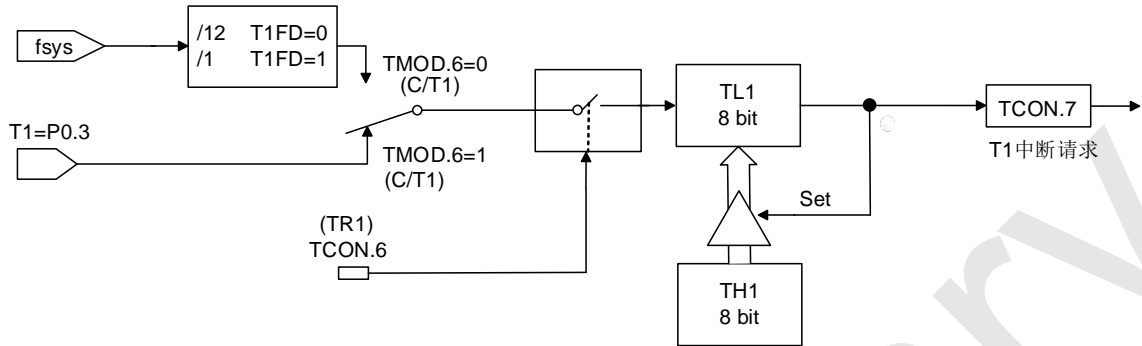 fsys
/12 T1FD=0
/1 T1FD=1
TMOD.6=0
(C/T1)
T1=P0.3
TMOD.6=1
(C/T1)
(TR1)
TCON.6
TL1
8 bit
TCON.7
T1中断请求
Set
TH1
8 bit